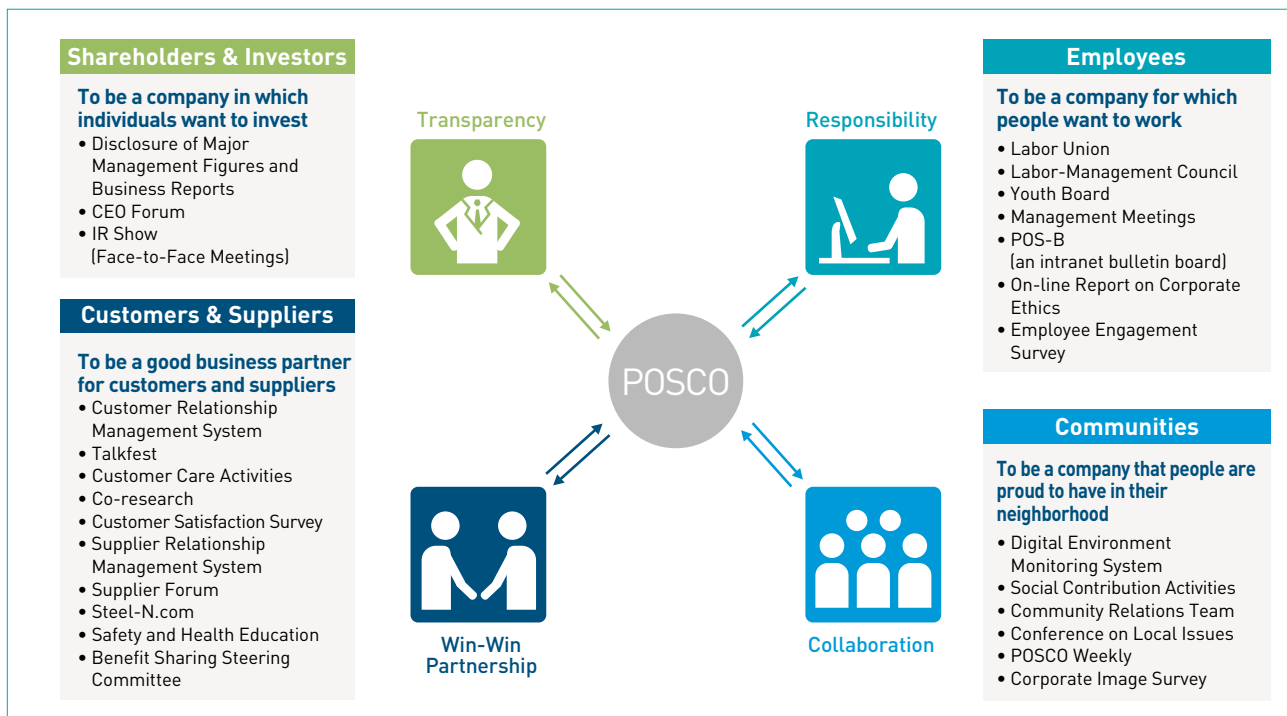 Shareholders & Investors
To be a company in which
individuals want to invest
• Disclosure of Major
Management Figures and
Business Reports
• CEO Forum
• IR Show
(Face-to-Face Meetings)
Customers & Suppliers
To be a good business partner
for customers and suppliers
• Customer Relationship
Management System
• Talkfest
• Customer Care Activities
• Co-research
• Customer Satisfaction Survey
• Supplier Relationship
Management System
• Supplier Forum
• Steel-N.com
• Safety and Health Education
• Benefit Sharing Steering
Committee
Transparency
Responsibility
POSCO
Win-Win
Partnership
Collaboration
Employees
To be a company for which
people want to work
• Labor Union
• Labor-Management Council
• Youth Board
• Management Meetings
• POS-B
(an intranet bulletin board)
• On-line Report on Corporate
Ethics
• Employee Engagement
Survey
Communities
To be a company that people are
proud to have in their
neighborhood
• Digital Environment
Monitoring System
• Social Contribution Activities
• Community Relations Team
• Conference on Local Issues
• POSCO Weekly
• Corporate Image Survey